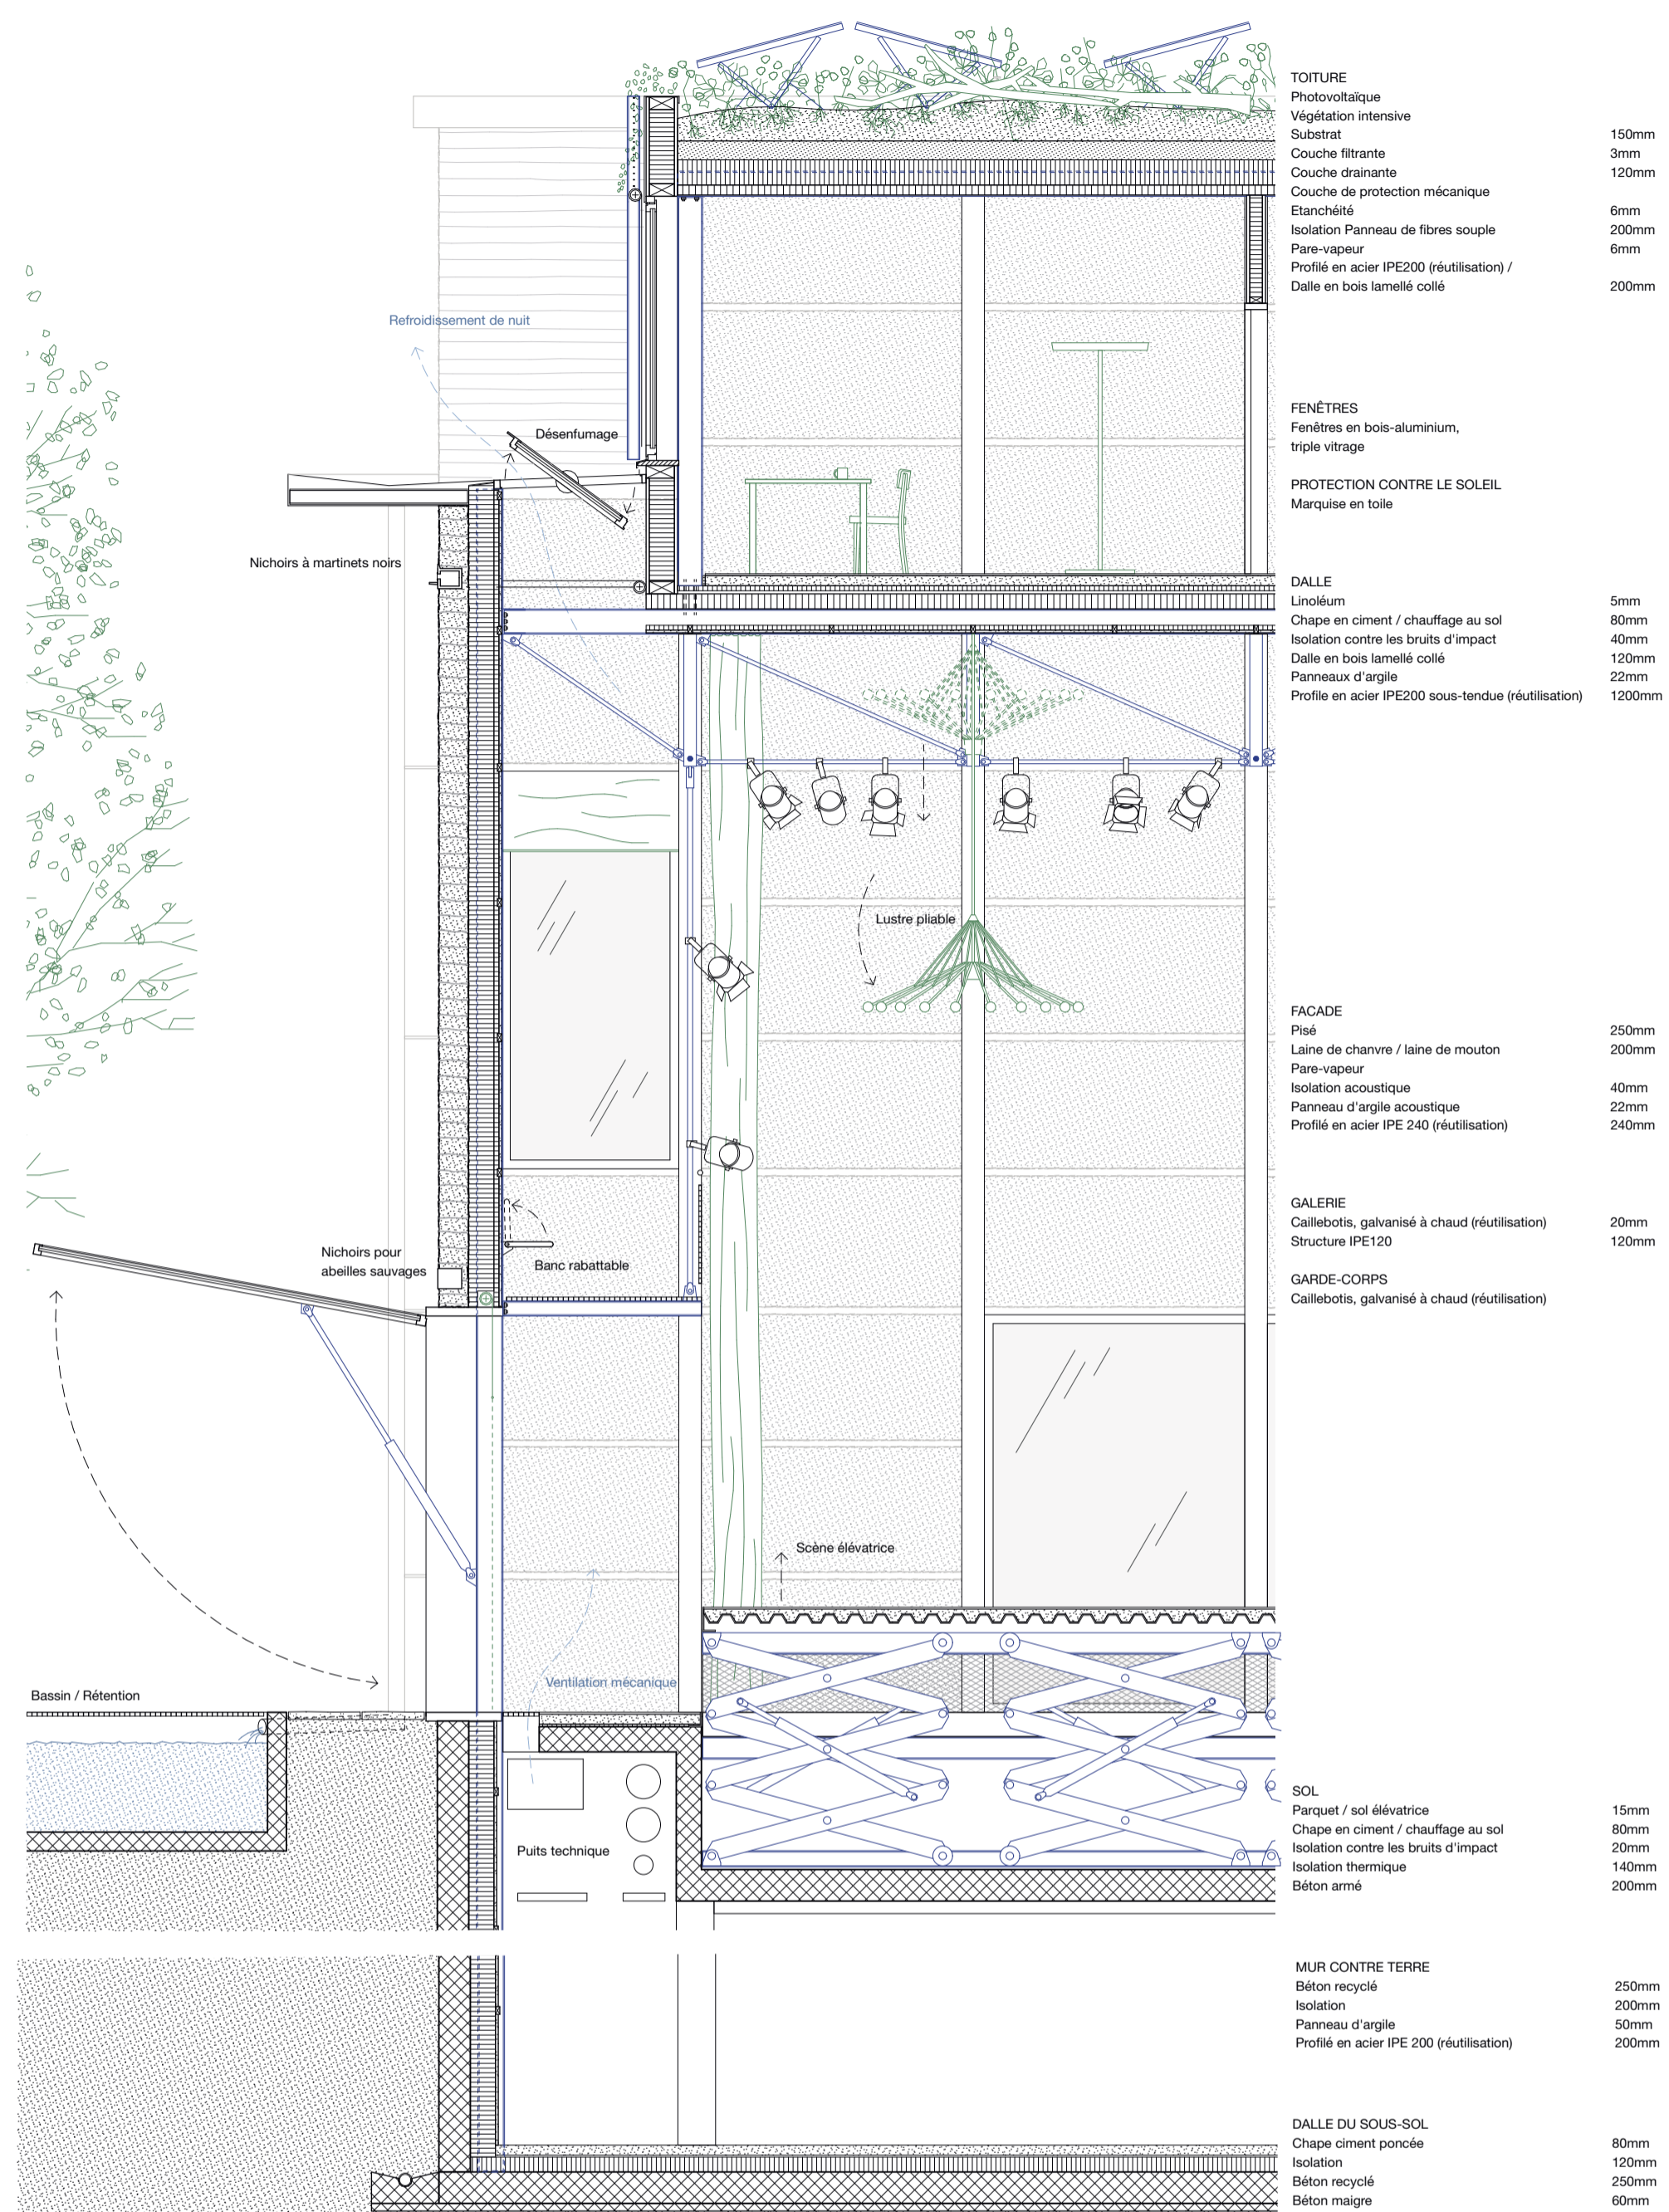 TOITURE
Photovoltaïque
Végétation intensive
Substrat 150mm
Couche filtrante 3mm
Couche drainante 120mm
Couche de protection mécanique
Etanchéité 6mm
Isolation Panneau de fibres souple 200mm
Pare-vapeur 6mm
Profilé en acier IPE200 (réutilisation) /
Dalle en bois lamellé collé 200mm
Refroidissement de nuit
FENÊTRES
Fenêtres en bois-aluminium,
triple vitrage
Désenfumage
PROTECTION CONTRE LE SOLEIL
Marquise en toile
Nichoirs à martinets noirs
DALLE
Linoléum 5mm
Chape en ciment / chauffage au sol 80mm
Isolation contre les bruits d'impact 40mm
Dalle en bois lamellé collé 120mm
Panneaux d'argile 22mm
Profile en acier IPE200 sous-tendue (réutilisation) 1200mm
Lustre pliable
FACADE
Pisé 250mm
Laine de chanvre / laine de mouton 200mm
Pare-vapeur
Isolation acoustique 40mm
Panneau d'argile acoustique 22mm
Profilé en acier IPE 240 (réutilisation) 240mm
GALERIE
Caillebotis, galvanisé à chaud (réutilisation) 20mm
Structure IPE120 120mm
Nichoirs pour
abeilles sauvages
Banc rabattable
GARDE-CORPS
Caillebotis, galvanisé à chaud (réutilisation)
Scène élévatrice
Ventilation mécanique
Bassin / Rétention
Puits technique
SOL
Parquet / sol élévatrice 15mm
Chape en ciment / chauffage au sol 80mm
Isolation contre les bruits d'impact 20mm
Isolation thermique 140mm
Béton armé 200mm
MUR CONTRE TERRE
Béton recyclé 250mm
Isolation 200mm
Panneau d'argile 50mm
Profilé en acier IPE 200 (réutilisation) 200mm
DALLE DU SOUS-SOL
Chape ciment poncée 80mm
Isolation 120mm
Béton recyclé 250mm
Béton maigre 60mm